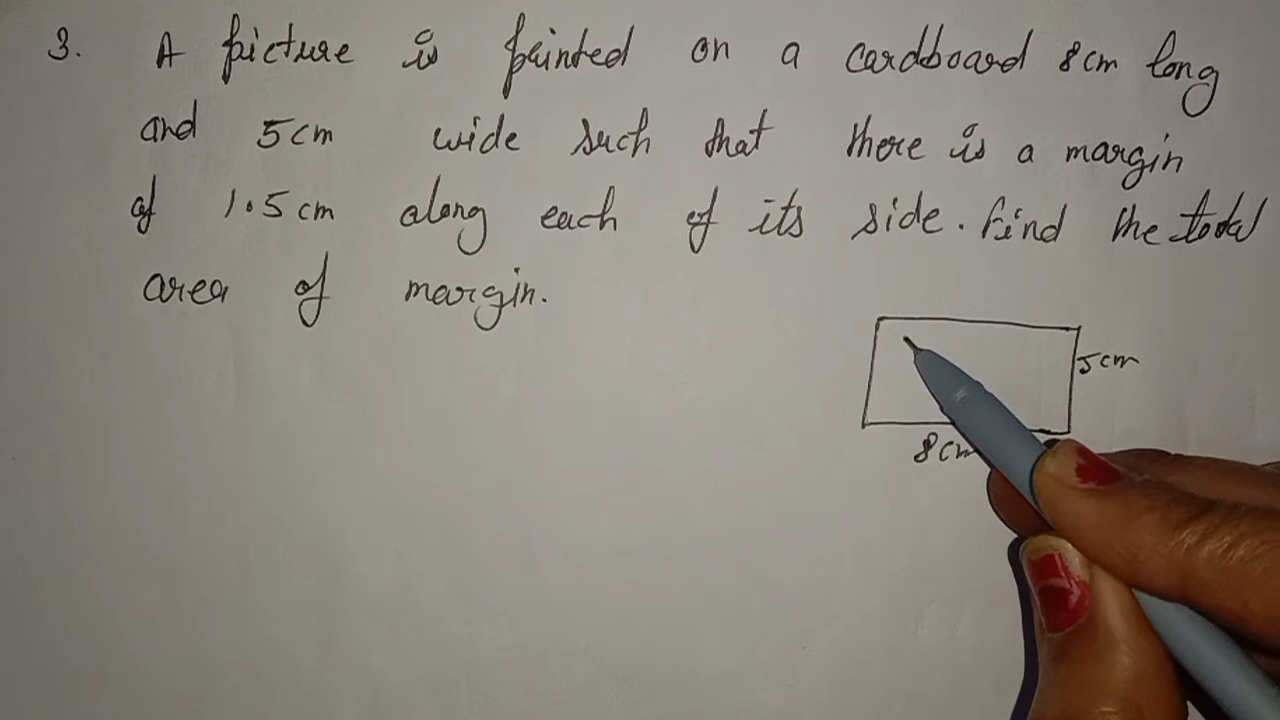 3. A picture is painted on a cardboard 8cm long
and 5cm wide such that there is a margin
of 1.5cm along each of its side. Find the total
area of margin.
5cm
8cm